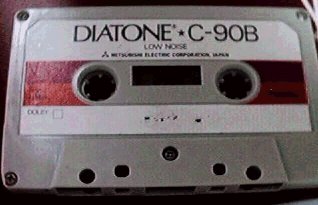 DIATONE® ★ C-90B
LOW NOISE
MITSUBISHI ELECTRIC CORPORATION, JAPAN
DOLBY